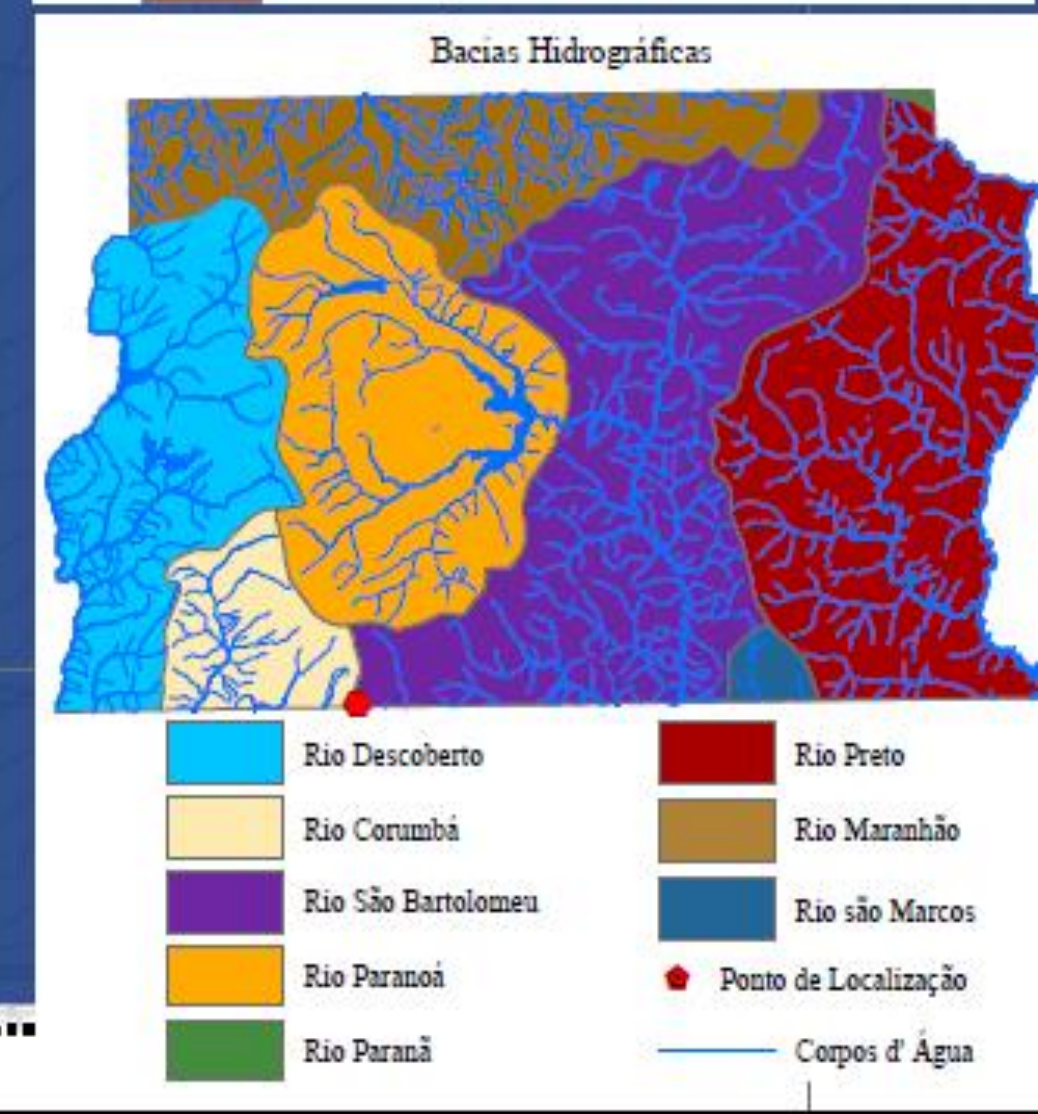 Bacias Hidrográficas
Rio Descoberto
Rio Corumbá
Rio São Bartolomeu
Rio Paranoá
Rio Paranã
Rio Preto
Rio Maranhão
Rio são Marcos
Ponto de Localização
Corpos d' Água